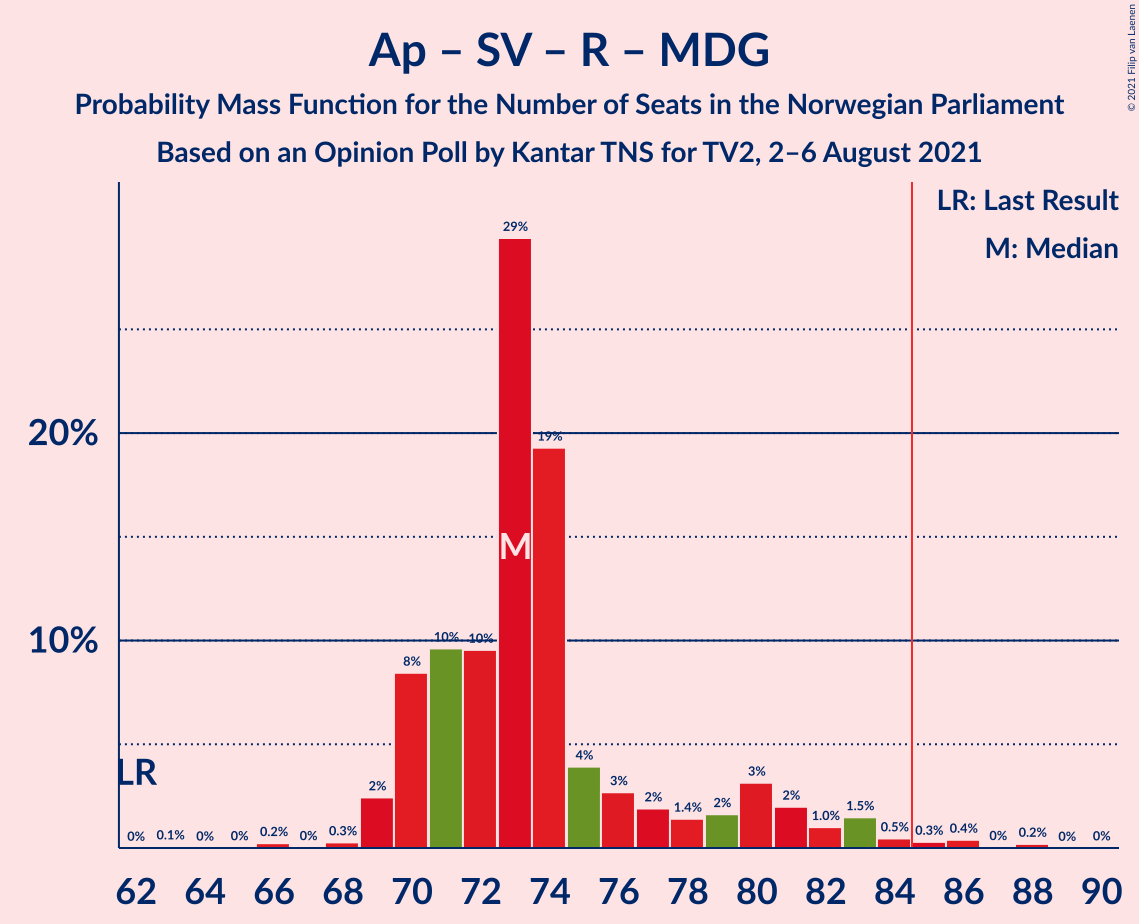 Ap – SV – R – MDG
Probability Mass Function for the Number of Seats in the Norwegian Parliament
Based on an Opinion Poll by Kantar TNS for TV2, 2–6 August 2021
© 2021 Filip van Laenen
LR: Last Result
M: Median
20%
10%
LR
M
0% 0.1% 0% 0% 0.2% 0% 0.3% 2% 8% 10% 10% 29% 19% 4% 3% 2% 1.4% 2% 3% 2% 1.0% 1.5% 0.5% 0.3% 0.4% 0% 0.2% 0% 0%
62 64 66 68 70 72 74 76 78 80 82 84 86 88 90